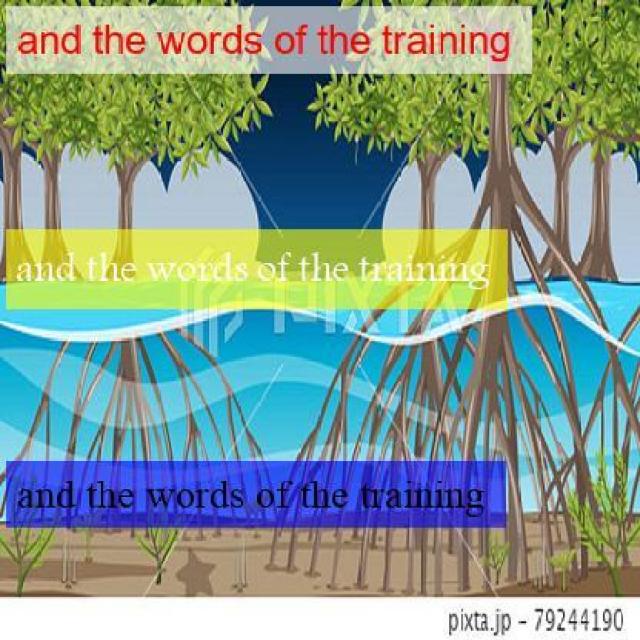 and the words of the training
and the words of the training
PIXTA
and the words of the training
pixta.jp - 79244190